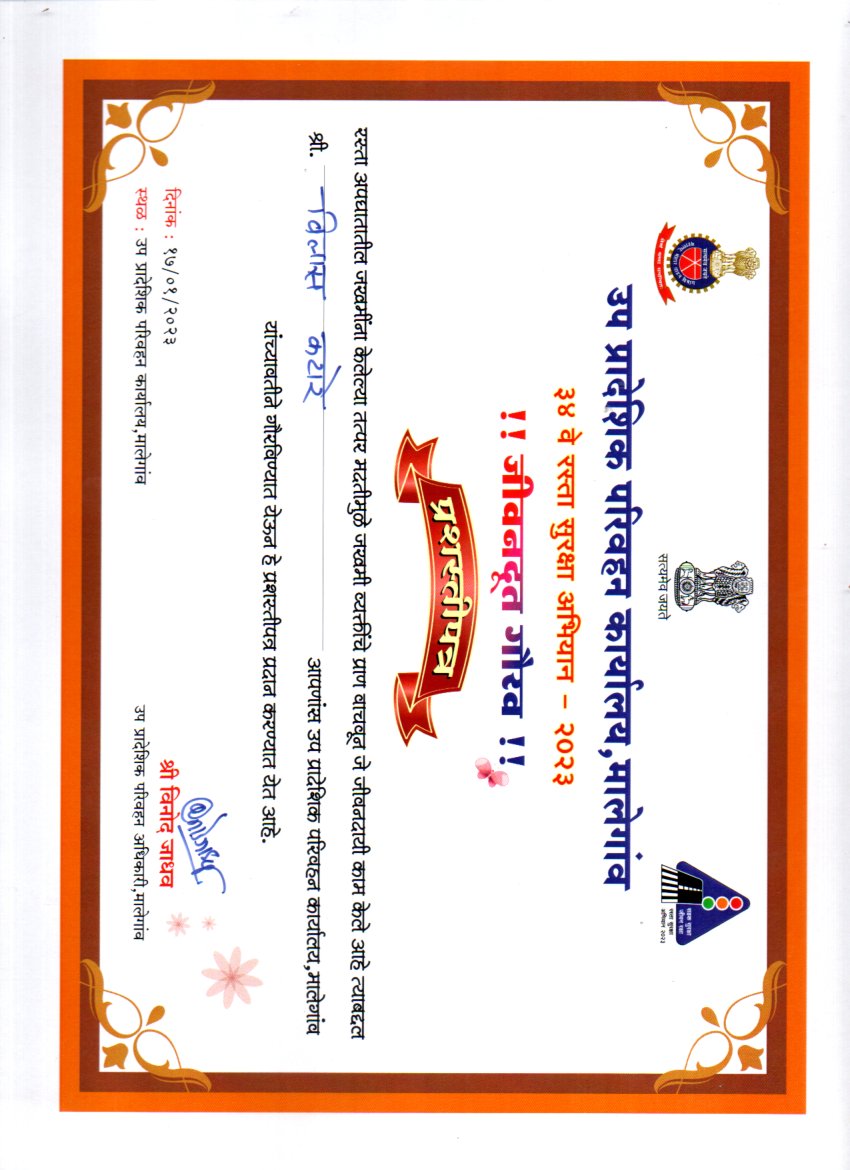 सत्यमेव जयते
सत्यमेव जयते
सडक सुरक्षा
जीवन रक्षा
रस्ता सुरक्षा
अभियान २०२३
उप प्रादेशिक परिवहन कार्यालय,मालेगांव
३४ वे रस्ता सुरक्षा अभियान – २०२३
!! जीवनदूत गौरव !!
प्रशस्तीपत्र
रस्ता अपघातातील जखमींना केलेल्या तत्पर मदतीमुळे जखमी व्यक्तींचे प्राण वाचवून जे जीवनदायी काम केले आहे त्याबद्दल
श्री. विलास कटारे आपणांस उप प्रादेशिक परिवहन कार्यालय,मालेगांव
यांच्यावतीने गौरविण्यात येऊन हे प्रशस्तीपत्र प्रदान करण्यात येत आहे.
दिनांक : १७/०१/२०२३
स्थळ : उप प्रादेशिक परिवहन कार्यालय,मालेगांव
श्री विनोद जाधव
उप प्रादेशिक परिवहन अधिकारी,मालेगांव